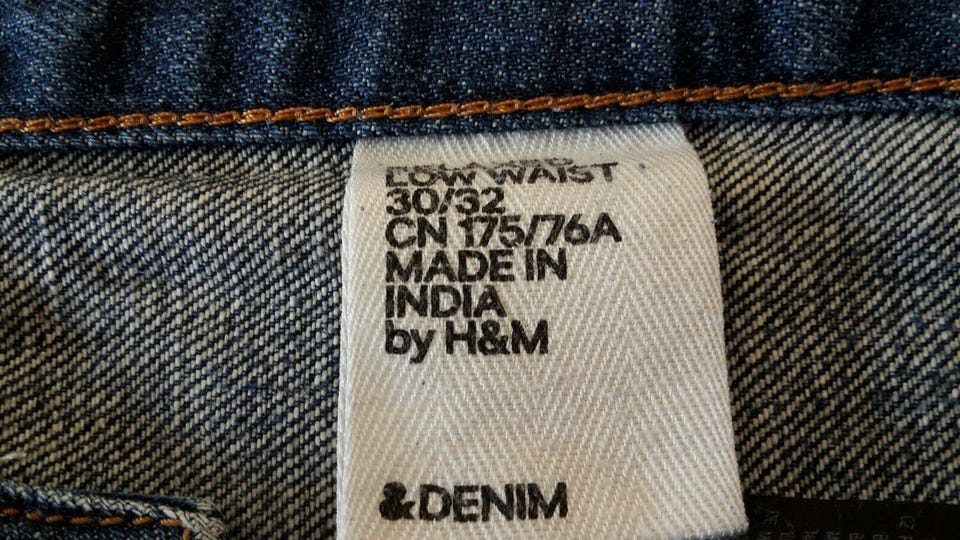 LOW WAIST
30/32
CN 175/76A
MADE IN
INDIA
by H&M
&DENIM